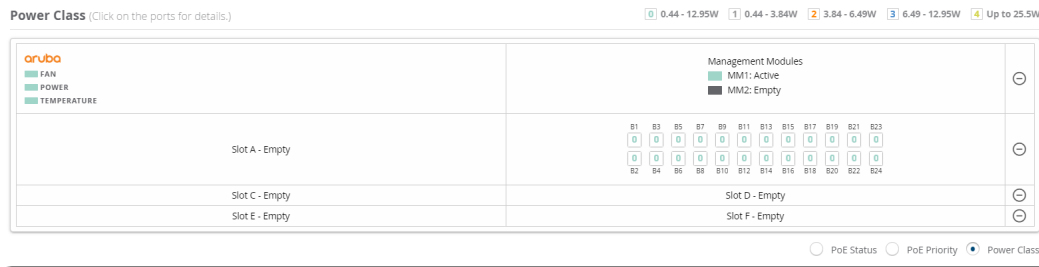 Power Class (Click on the ports for details.)
0 0.44 - 12.95W 1 0.44 - 3.84W 2 3.84 - 6.49W 3 6.49 - 12.95W 4 Up to 25.5W
aruba
FAN
POWER
TEMPERATURE
Management Modules
MM1: Active
MM2: Empty
Slot A - Empty
B1 B3 B5 B7 B9 B11 B13 B15 B17 B19 B21 B23
0 0 0 0 0 0 0 0 0 0 0 0
0 0 0 0 0 0 0 0 0 0 0 0
B2 B4 B6 B8 B10 B12 B14 B16 B18 B20 B22 B24
Slot C - Empty
Slot D - Empty
Slot E - Empty
Slot F - Empty
PoE Status PoE Priority Power Class